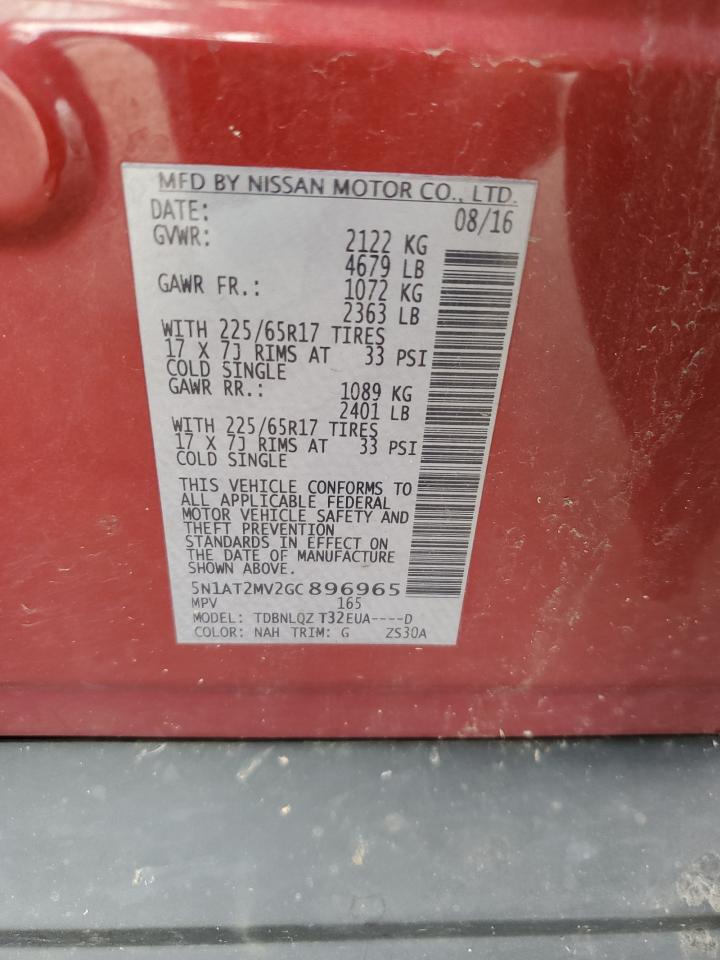 MFD BY NISSAN MOTOR CO., LTD.
DATE: 08/16
GVWR: 2122 KG
4679 LB
GAWR FR.: 1072 KG
2363 LB
WITH 225/65R17 TIRES
17 X 7J RIMS AT 33 PSI
COLD SINGLE
GAWR RR.: 1089 KG
2401 LB
WITH 225/65R17 TIRES
17 X 7J RIMS AT 33 PSI
COLD SINGLE
THIS VEHICLE CONFORMS TO
ALL APPLICABLE FEDERAL
MOTOR VEHICLE SAFETY AND
THEFT PREVENTION
STANDARDS IN EFFECT ON
THE DATE OF MANUFACTURE
SHOWN ABOVE.
5N1AT2MV2GC896965
MPV 165
MODEL: TDBNLQZ T32EUA----D
COLOR: NAH TRIM: G ZS30A